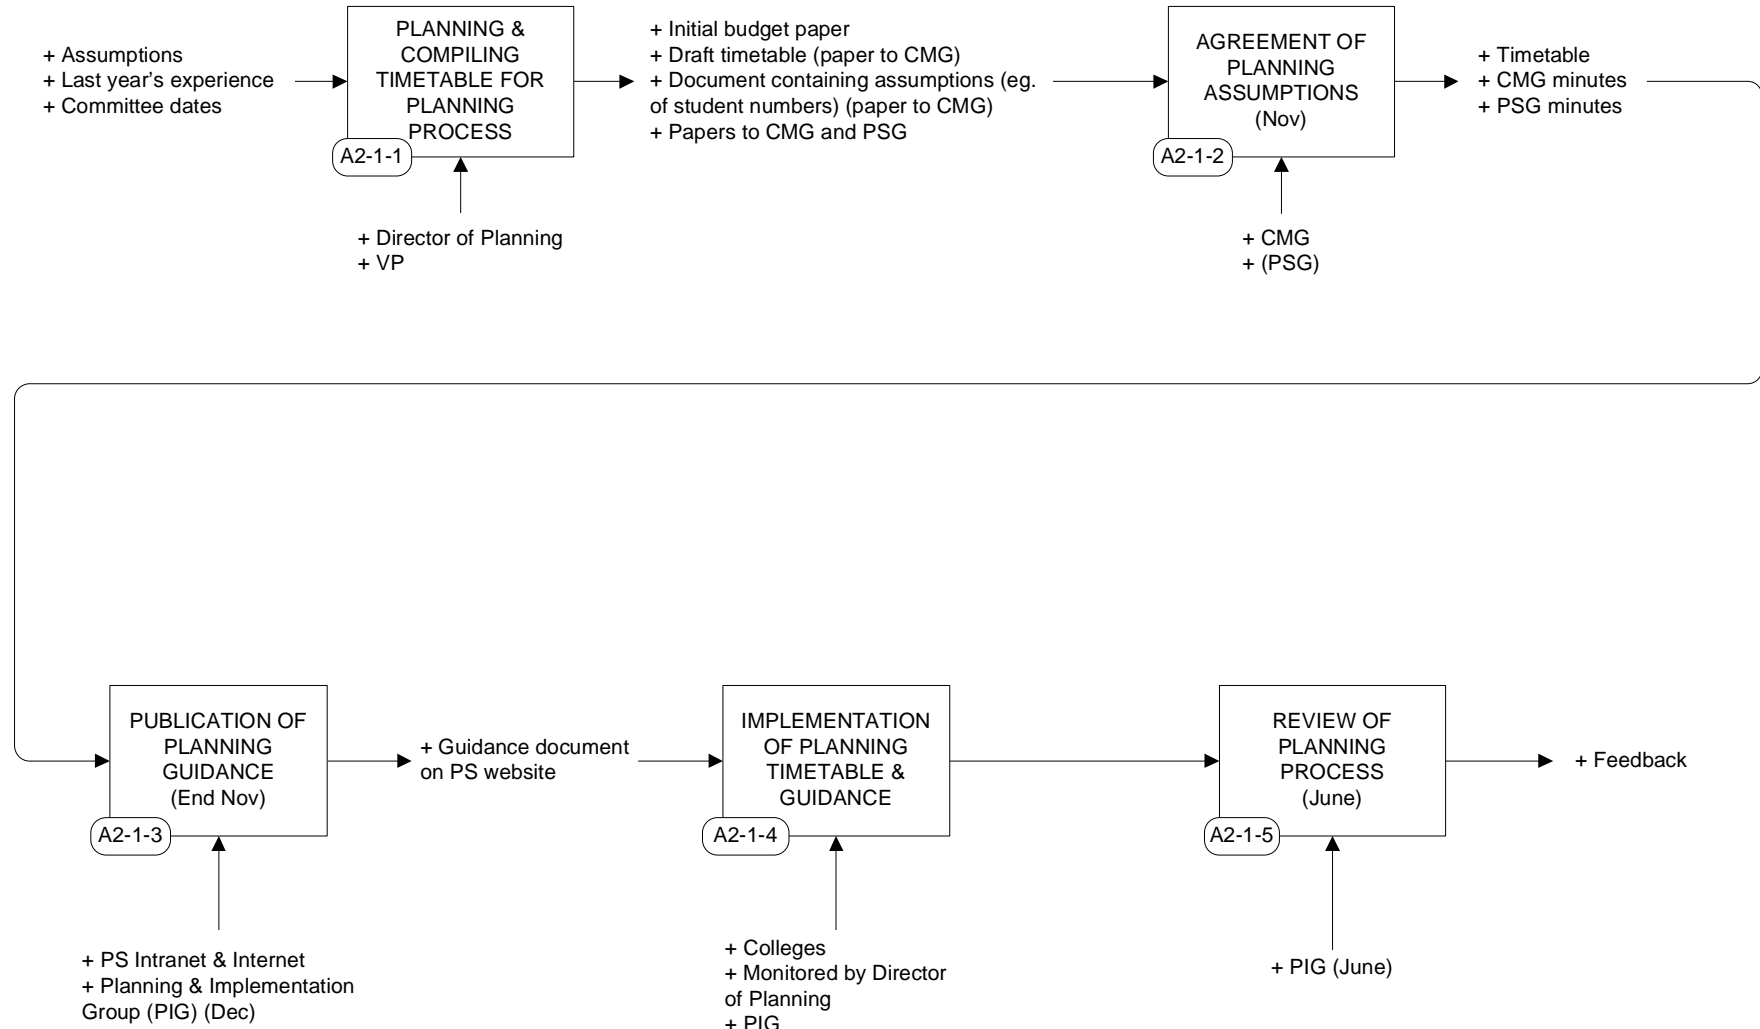 + Assumptions
+ Last year's experience
+ Committee dates
PLANNING &
COMPILING
TIMETABLE FOR
PLANNING
PROCESS
A2-1-1
+ Director of Planning
+ VP
+ Initial budget paper
+ Draft timetable (paper to CMG)
+ Document containing assumptions (eg.
of student numbers) (paper to CMG)
+ Papers to CMG and PSG
AGREEMENT OF
PLANNING
ASSUMPTIONS
(Nov)
A2-1-2
+ CMG
+ (PSG)
+ Timetable
+ CMG minutes
+ PSG minutes
PUBLICATION OF
PLANNING
GUIDANCE
(End Nov)
A2-1-3
+ PS Intranet & Internet
+ Planning & Implementation
Group (PIG) (Dec)
+ Guidance document
on PS website
IMPLEMENTATION
OF PLANNING
TIMETABLE &
GUIDANCE
A2-1-4
+ Colleges
+ Monitored by Director
of Planning
+ PIG
REVIEW OF
PLANNING
PROCESS
(June)
A2-1-5
+ PIG (June)
+ Feedback